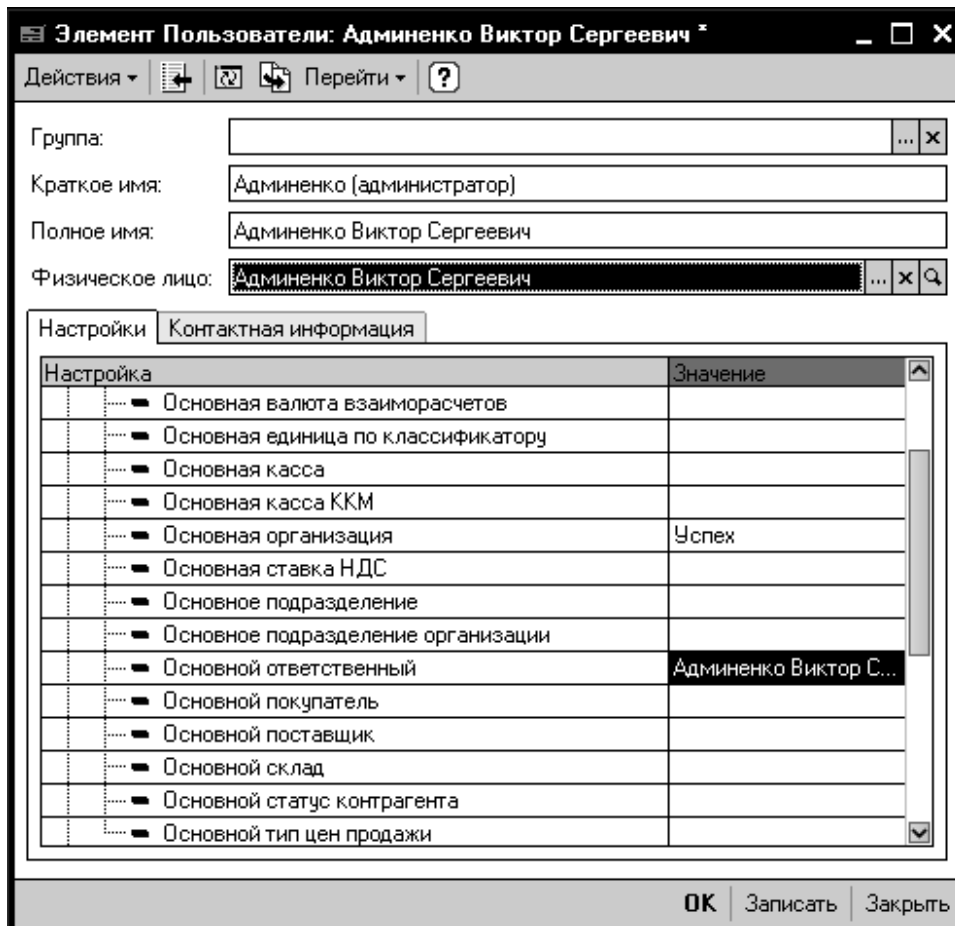 Элемент Пользователи: Админенко Виктор Сергеевич *
Действия Перейти ?
Группа: ...
Краткое имя: Админенко (администратор)
Полное имя: Админенко Виктор Сергеевич
Физическое лицо: Админенко Виктор Сергеевич ...
Настройки Контактная информация
Настройка Значение
Основная валюта взаиморасчетов
Основная единица по классификатору
Основная касса
Основная касса ККМ
Основная организация Успех
Основная ставка НДС
Основное подразделение
Основное подразделение организации
Основной ответственный Админенко Виктор С...
Основной покупатель
Основной поставщик
Основной склад
Основной статус контрагента
Основной тип цен продажи
OK Записать Закрыть